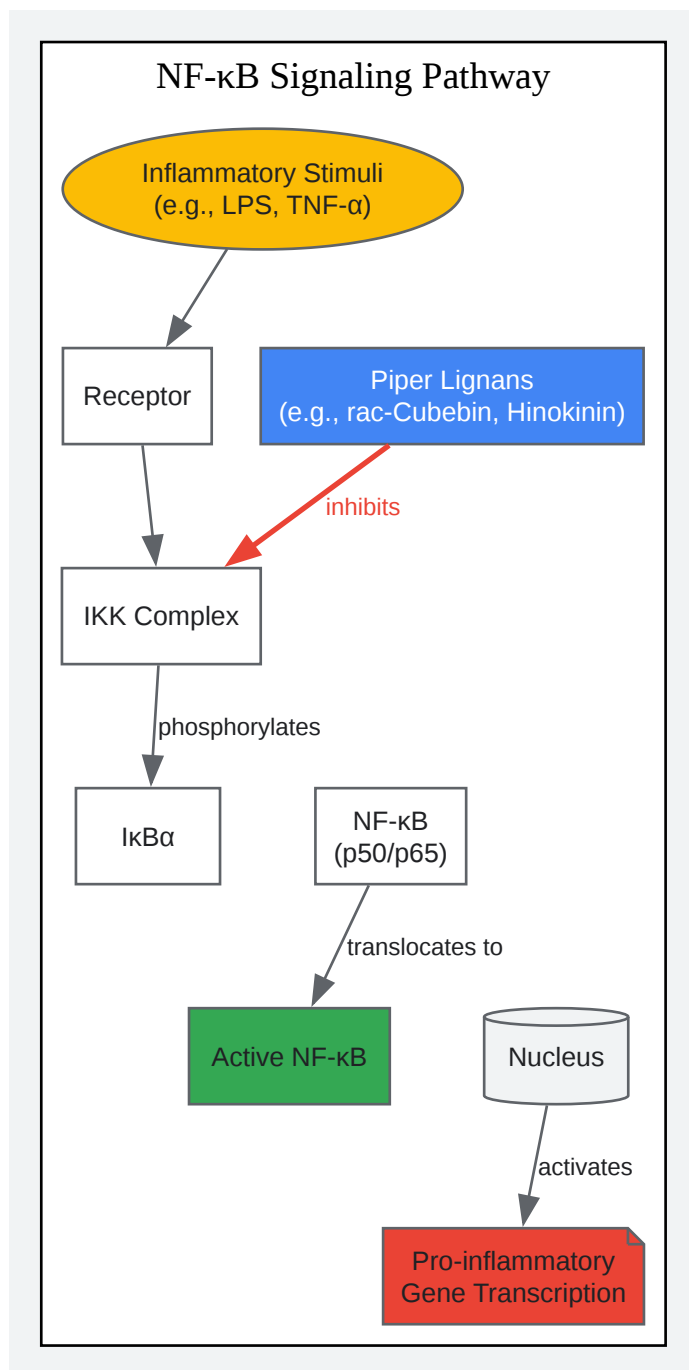 NF-κB Signaling Pathway
Inflammatory Stimuli
(e.g., LPS, TNF-α)
Receptor
Piper Lignans
(e.g., rac-Cubebin, Hinokinin)
inhibits
IKK Complex
phosphorylates
IκBα
NF-κB
(p50/p65)
translocates to
Active NF-κB
Nucleus
activates
Pro-inflammatory
Gene Transcription